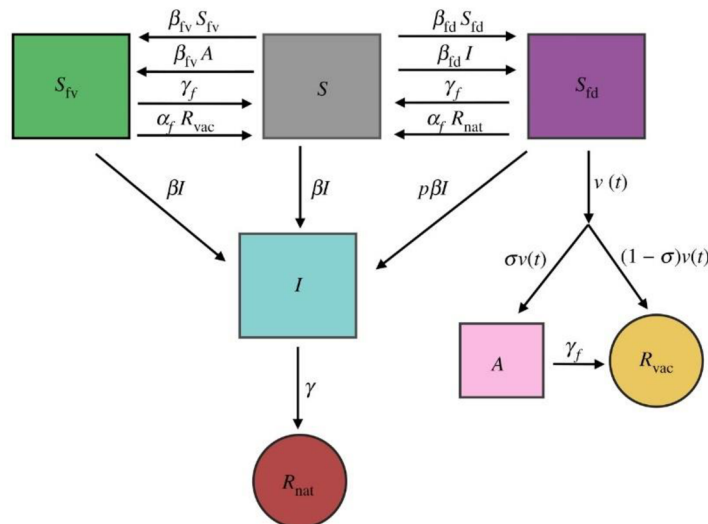 β_fv S_fv
β_fd S_fd
β_fv A
β_fd I
S_fv
γ_f
S
γ_f
S_fd
α_f R_vac
α_f R_nat
βI
βI
pβI
v (t)
σv(t)
(1 − σ)v(t)
I
A
γ_f
R_vac
γ
R_nat